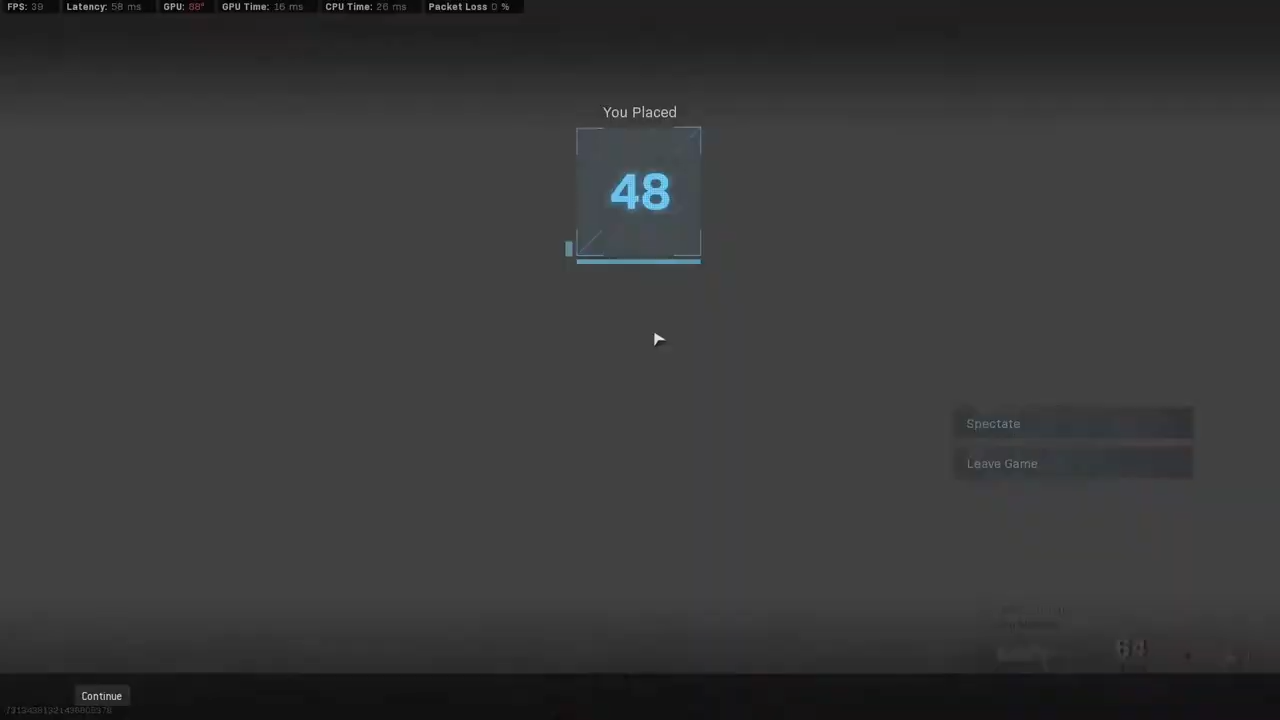 FPS: 39 Latency: 58 ms GPU: 88° GPU Time: 16 ms CPU Time: 26 ms Packet Loss 0 %
You Placed
48
Spectate
Leave Game
64
Continue